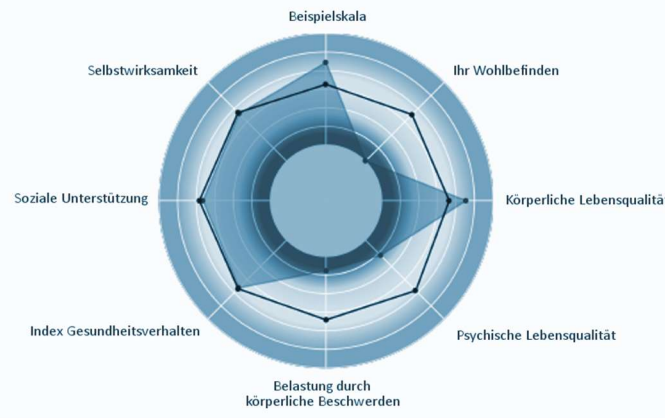 Beispielskala
Selbstwirksamkeit
Ihr Wohlbefinden
Soziale Unterstützung
Körperliche Lebensqualität
Index Gesundheitsverhalten
Psychische Lebensqualität
Belastung durch
körperliche Beschwerden